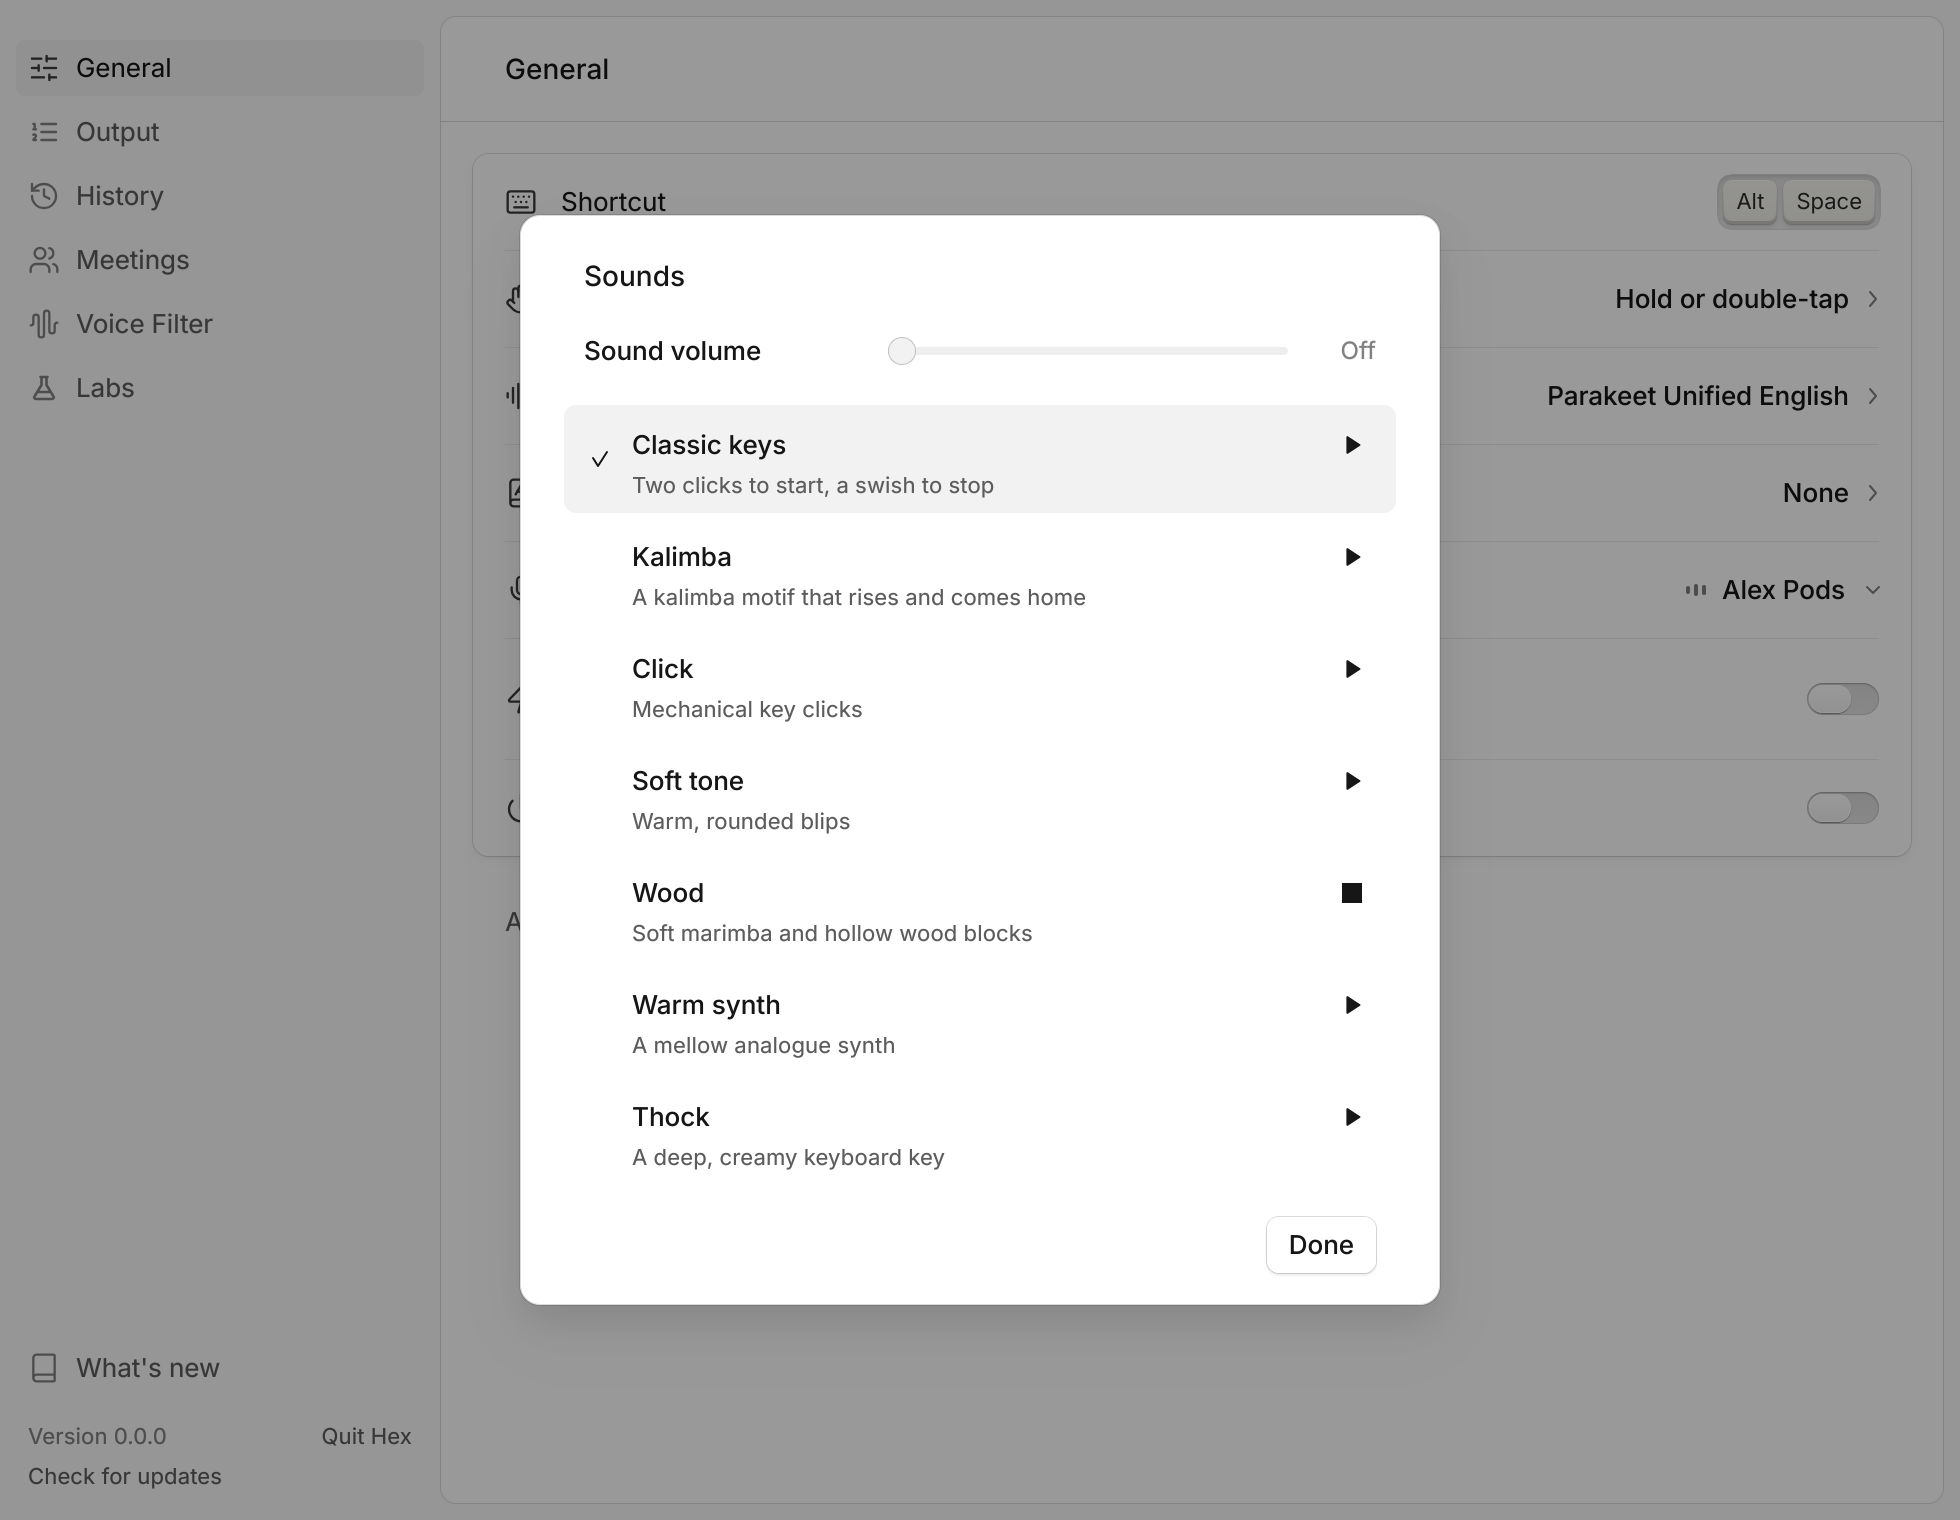 General
Output
History
Meetings
Voice Filter
Labs
What's new
Version 0.0.0
Quit Hex
Check for updates
General
Shortcut
Alt
Space
Hold or double-tap
Parakeet Unified English
None
Alex Pods
Sounds
Sound volume
Off
Classic keys
Two clicks to start, a swish to stop
Kalimba
A kalimba motif that rises and comes home
Click
Mechanical key clicks
Soft tone
Warm, rounded blips
Wood
Soft marimba and hollow wood blocks
Warm synth
A mellow analogue synth
Thock
A deep, creamy keyboard key
Done